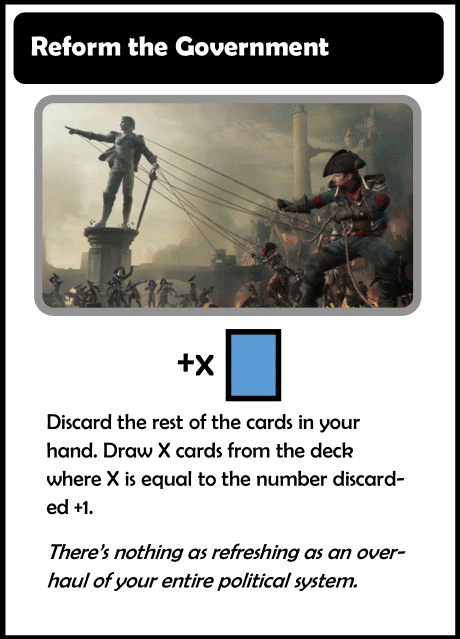 Reform the Government
+X
Discard the rest of the cards in your
hand. Draw X cards from the deck
where X is equal to the number discard-
ed +1.
There's nothing as refreshing as an over-
haul of your entire political system.